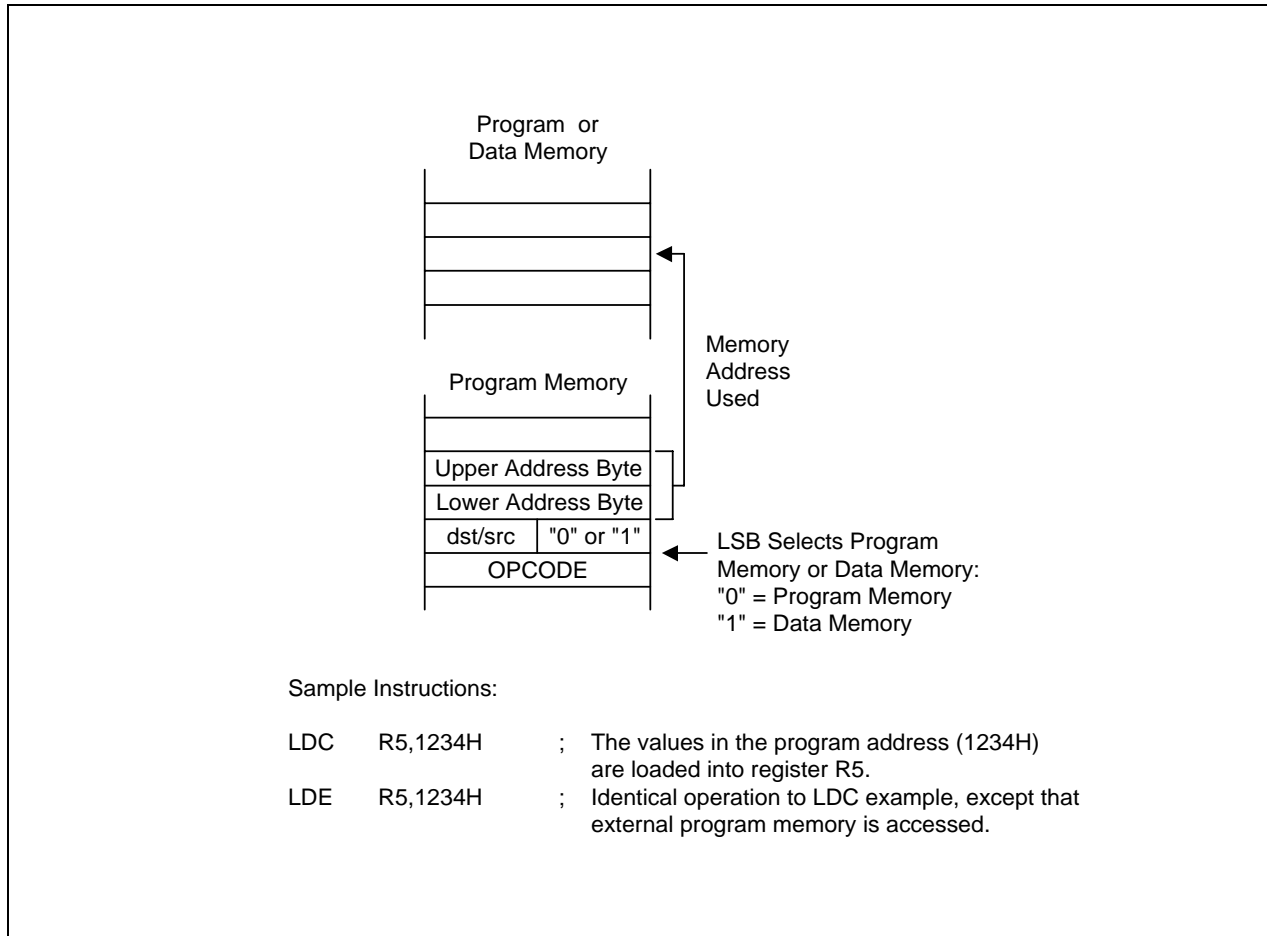 Program or
Data Memory
Memory
Address
Used
Program Memory
Upper Address Byte
Lower Address Byte
dst/src "0" or "1"
OPCODE
LSB Selects Program
Memory or Data Memory:
"0" = Program Memory
"1" = Data Memory
Sample Instructions:
LDC R5,1234H ; The values in the program address (1234H)
are loaded into register R5.
LDE R5,1234H ; Identical operation to LDC example, except that
external program memory is accessed.